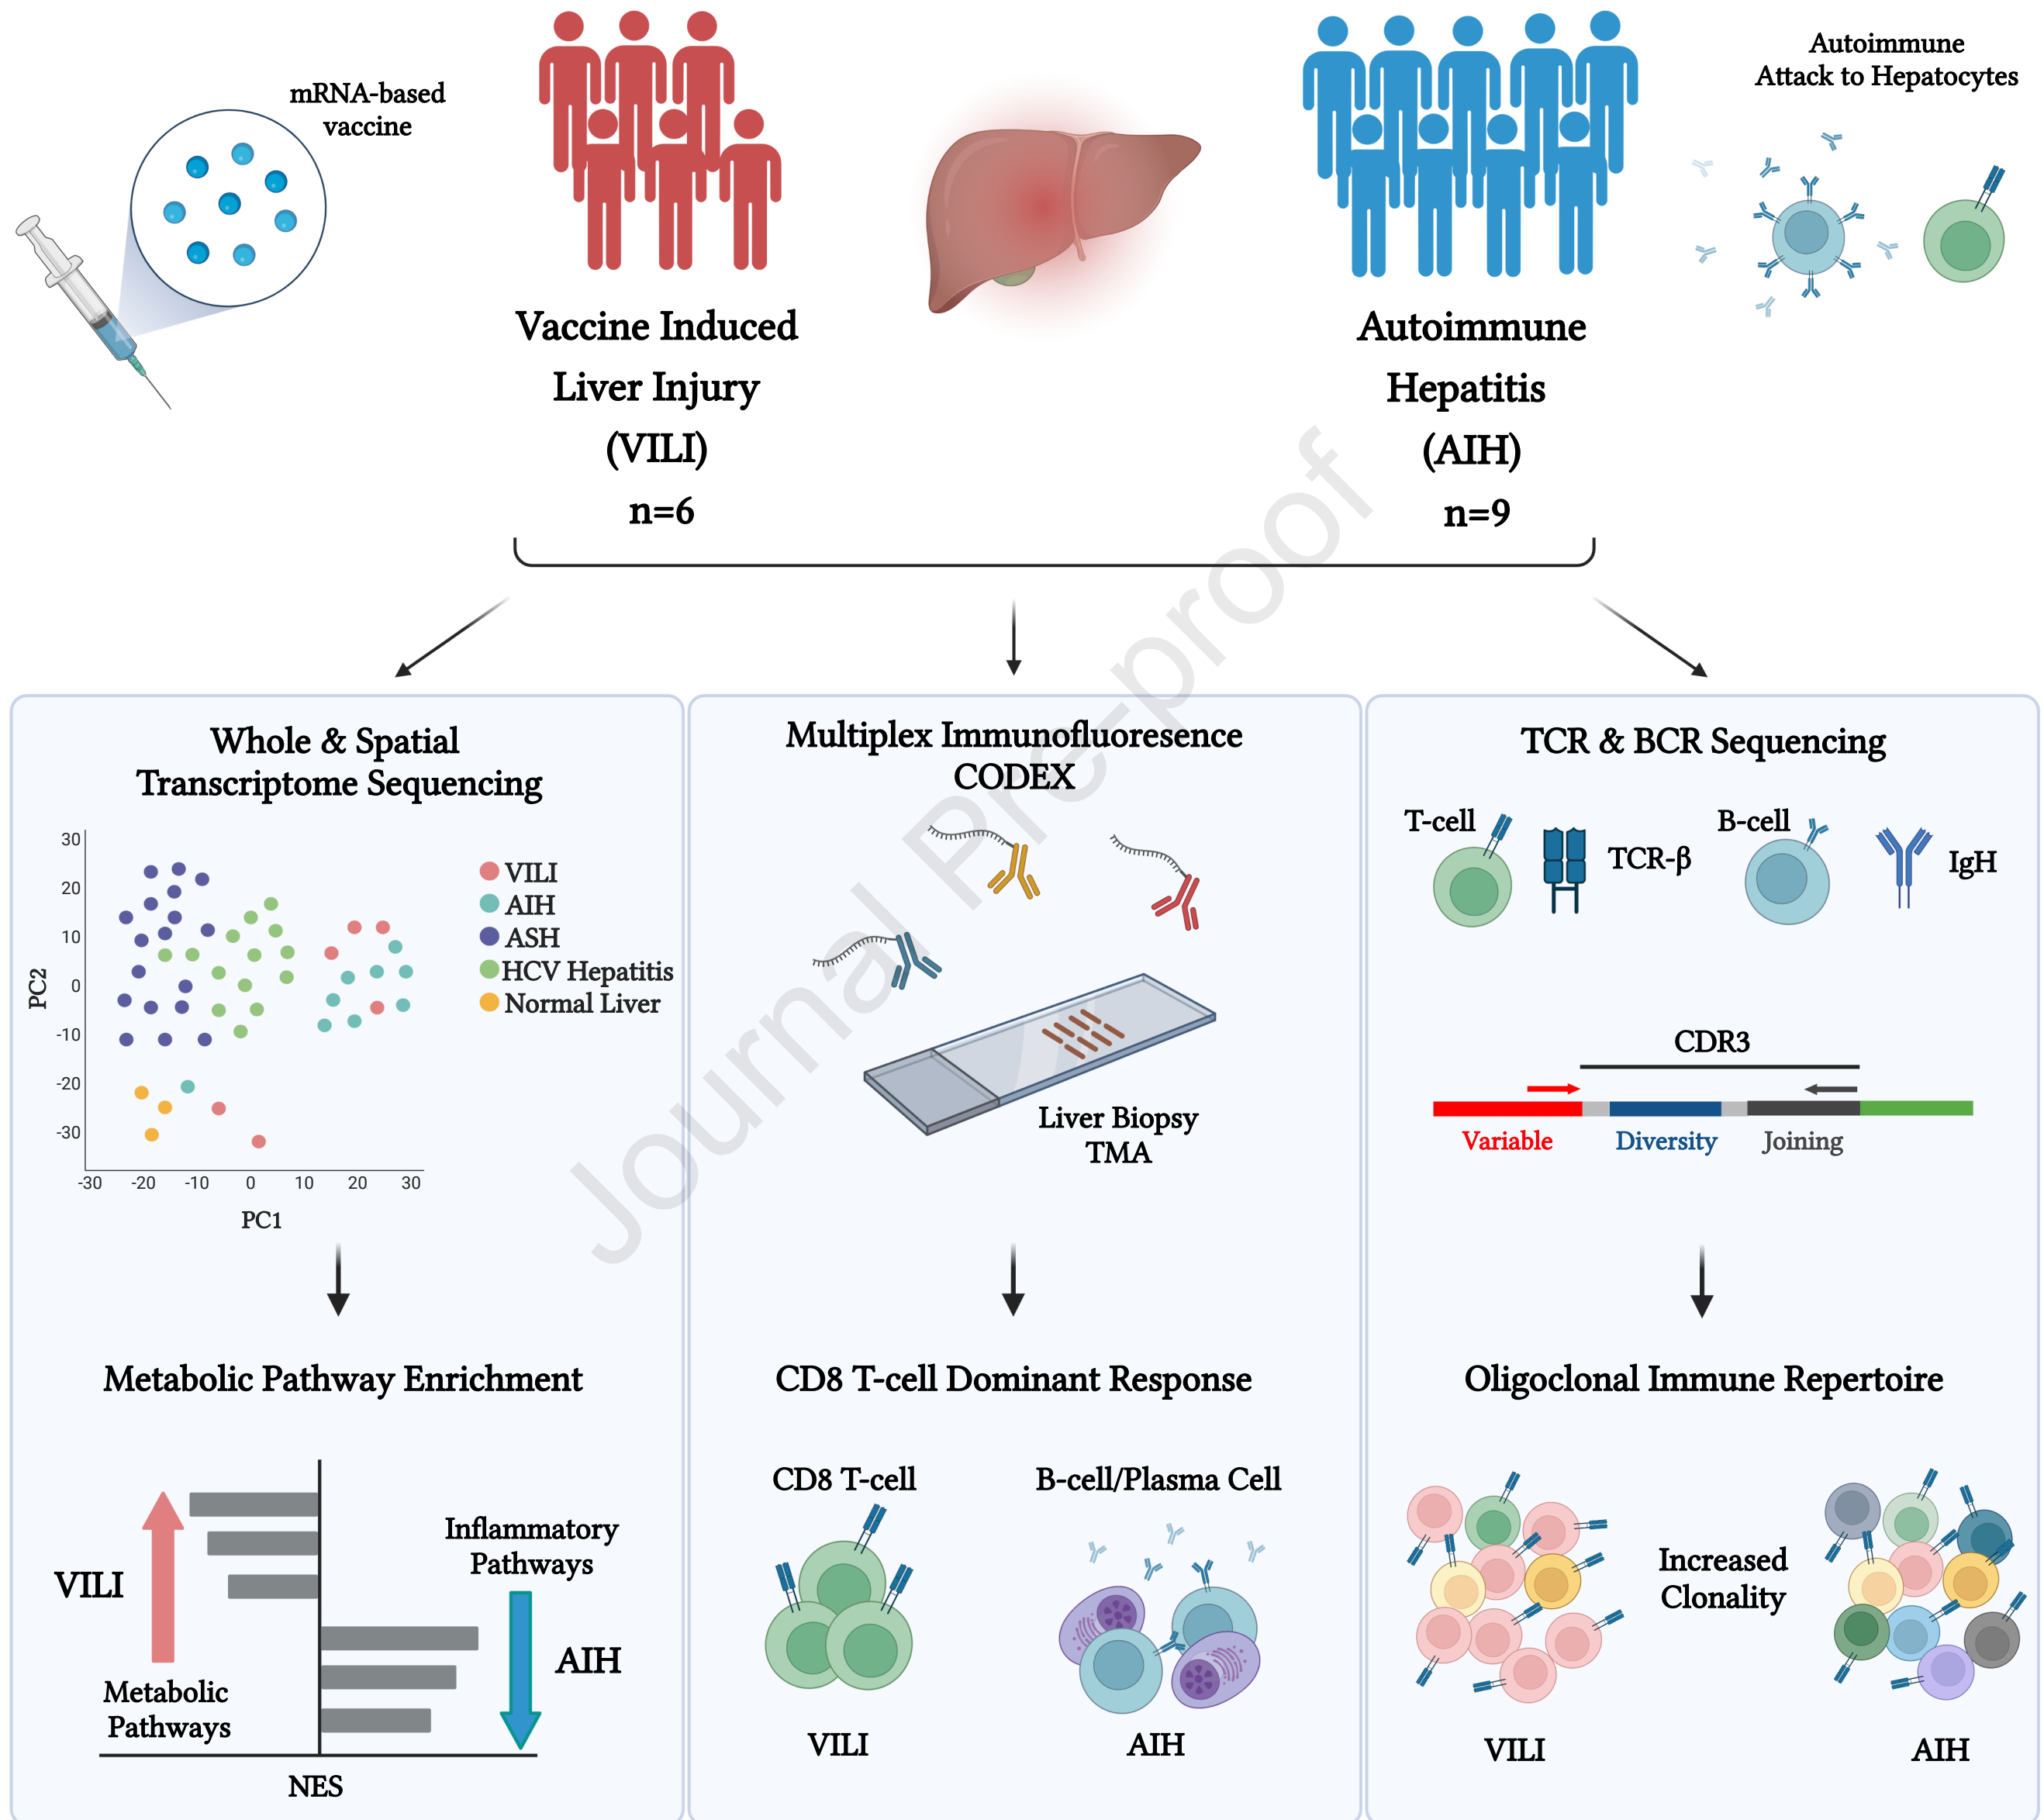 mRNA-based
vaccine
Autoimmune
Attack to Hepatocytes
Vaccine Induced
Liver Injury
(VILI)
n=6
Autoimmune
Hepatitis
(AIH)
n=9
Journal Pre-proof
Whole & Spatial
Transcriptome Sequencing
30
20
10
0
-10
-20
-30
PC2
-30 -20 -10 0 10 20 30
PC1
VILI
AIH
ASH
HCV Hepatitis
Normal Liver
Metabolic Pathway Enrichment
VILI
Metabolic
Pathways
Inflammatory
Pathways
AIH
NES
Multiplex Immunofluoresence
CODEX
Liver Biopsy
TMA
CD8 T-cell Dominant Response
CD8 T-cell
B-cell/Plasma Cell
VILI
AIH
TCR & BCR Sequencing
T-cell
TCR-β
B-cell
IgH
CDR3
Variable
Diversity
Joining
Oligoclonal Immune Repertoire
Increased
Clonality
VILI
AIH